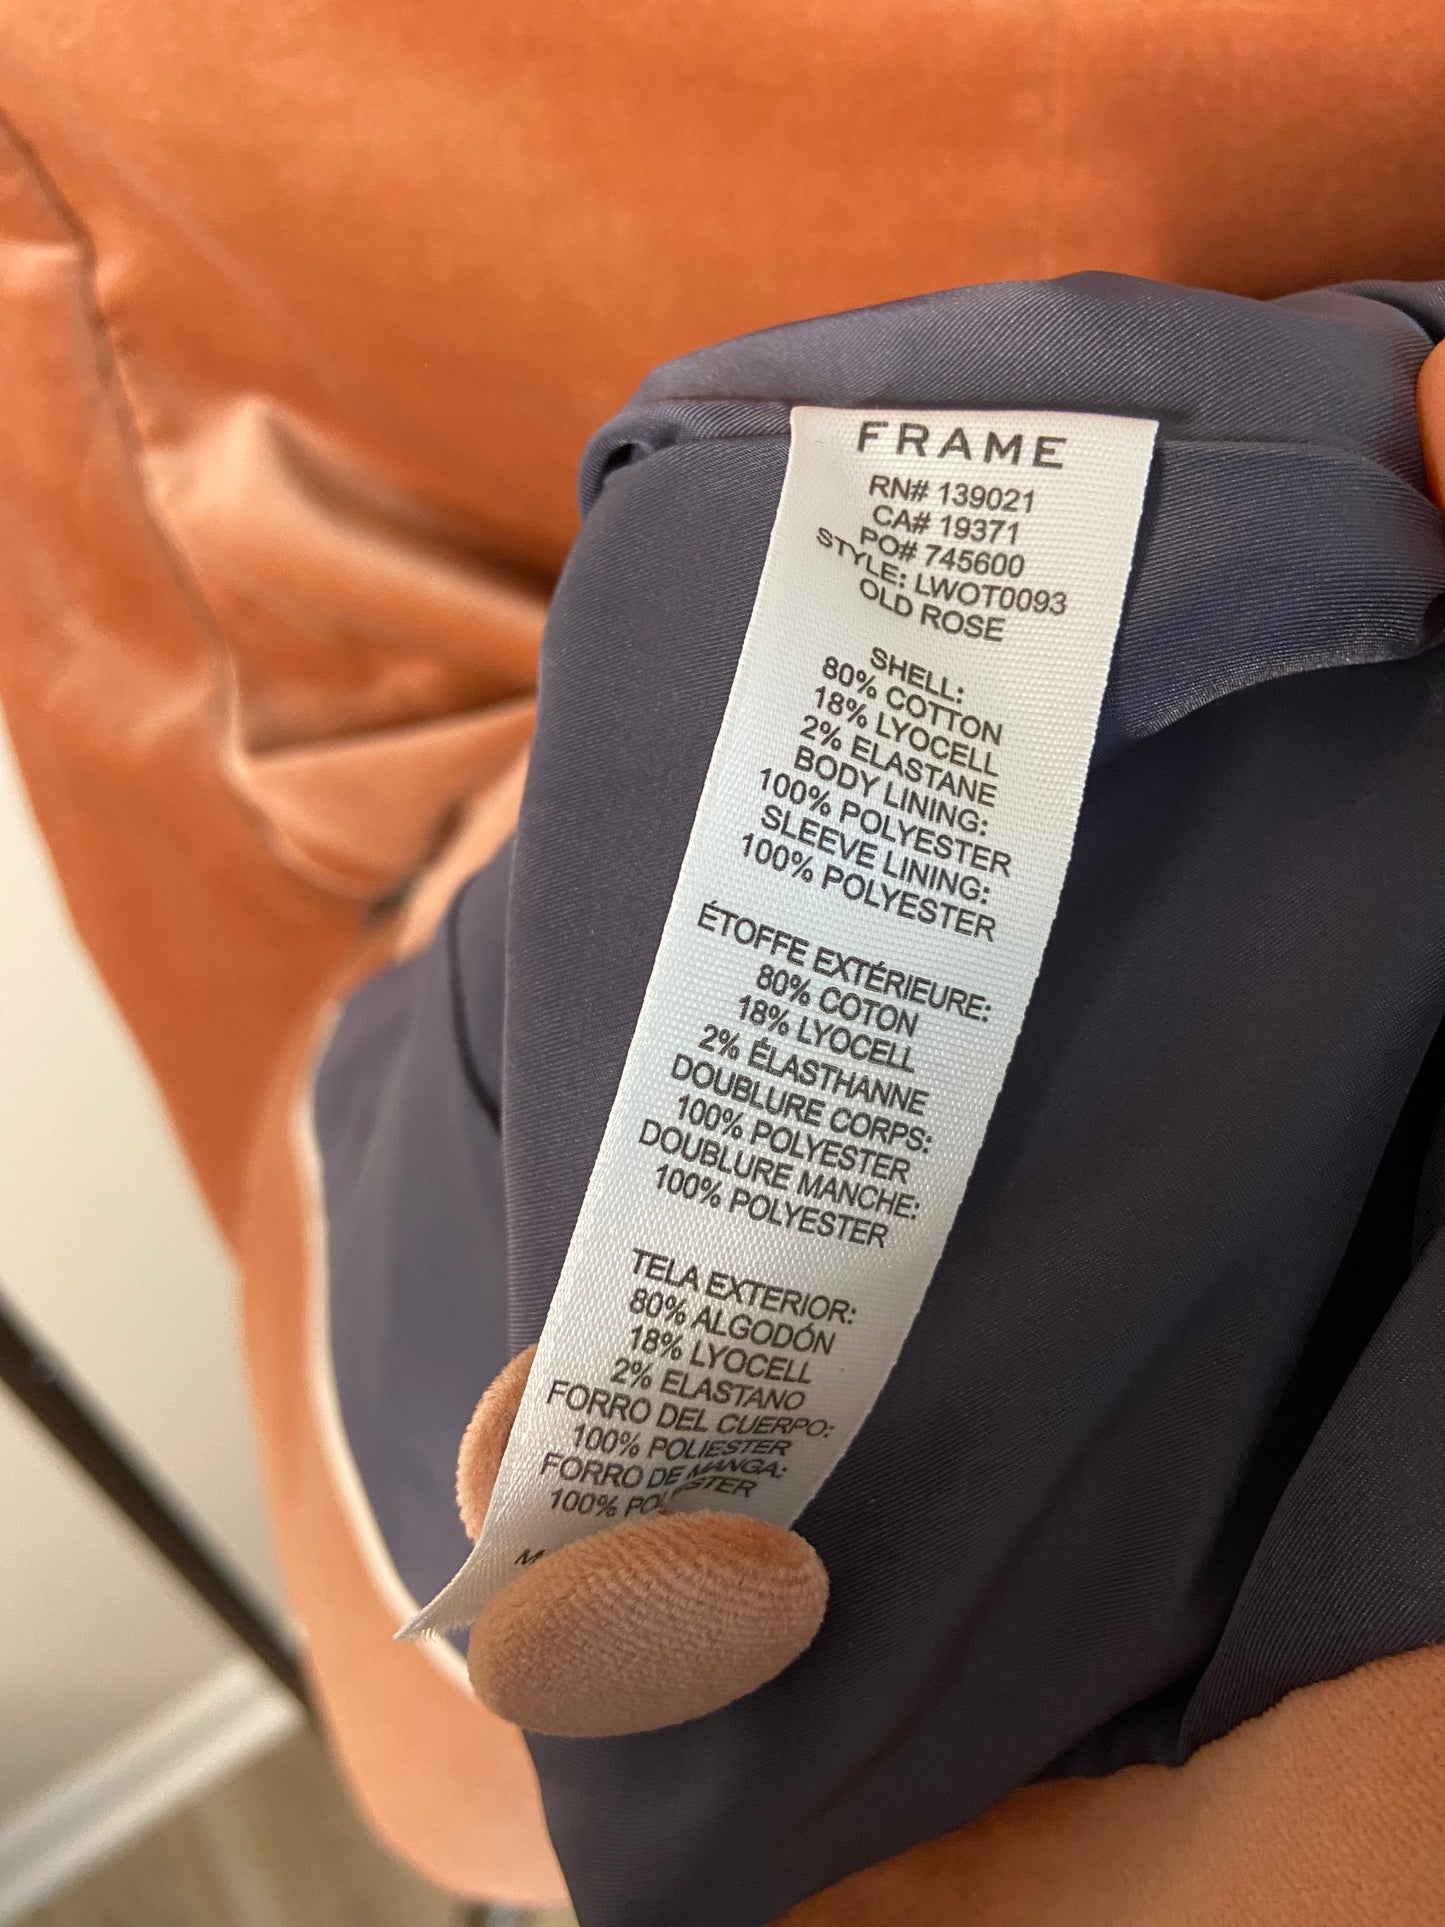 FRAME
RN# 139021
CA# 19371
PO# 745600
STYLE: LWOT0093
OLD ROSE
SHELL:
80% COTTON
18% LYOCELL
2% ELASTANE
BODY LINING:
100% POLYESTER
SLEEVE LINING:
100% POLYESTER
ÉTOFFE EXTÉRIEURE:
80% COTON
18% LYOCELL
2% ÉLASTHANNE
DOUBLURE CORPS:
100% POLYESTER
DOUBLURE MANCHE:
100% POLYESTER
TELA EXTERIOR:
80% ALGODÓN
18% LYOCELL
2% ELASTANO
FORRO DEL CUERPO:
100% POLIESTER
FORRO DE MANGA:
100%